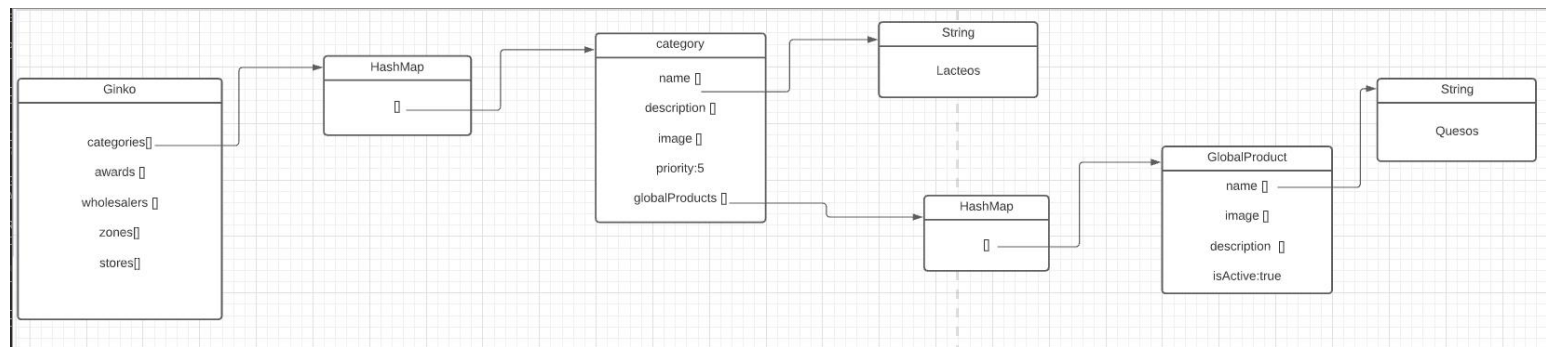 Ginko
categories[]
awards []
wholesalers []
zones[]
stores[]
HashMap
[]
category
name []
description []
image []
priority:5
globalProducts []
String
Lacteos
HashMap
[]
GlobalProduct
name []
image []
description []
isActive:true
String
Quesos